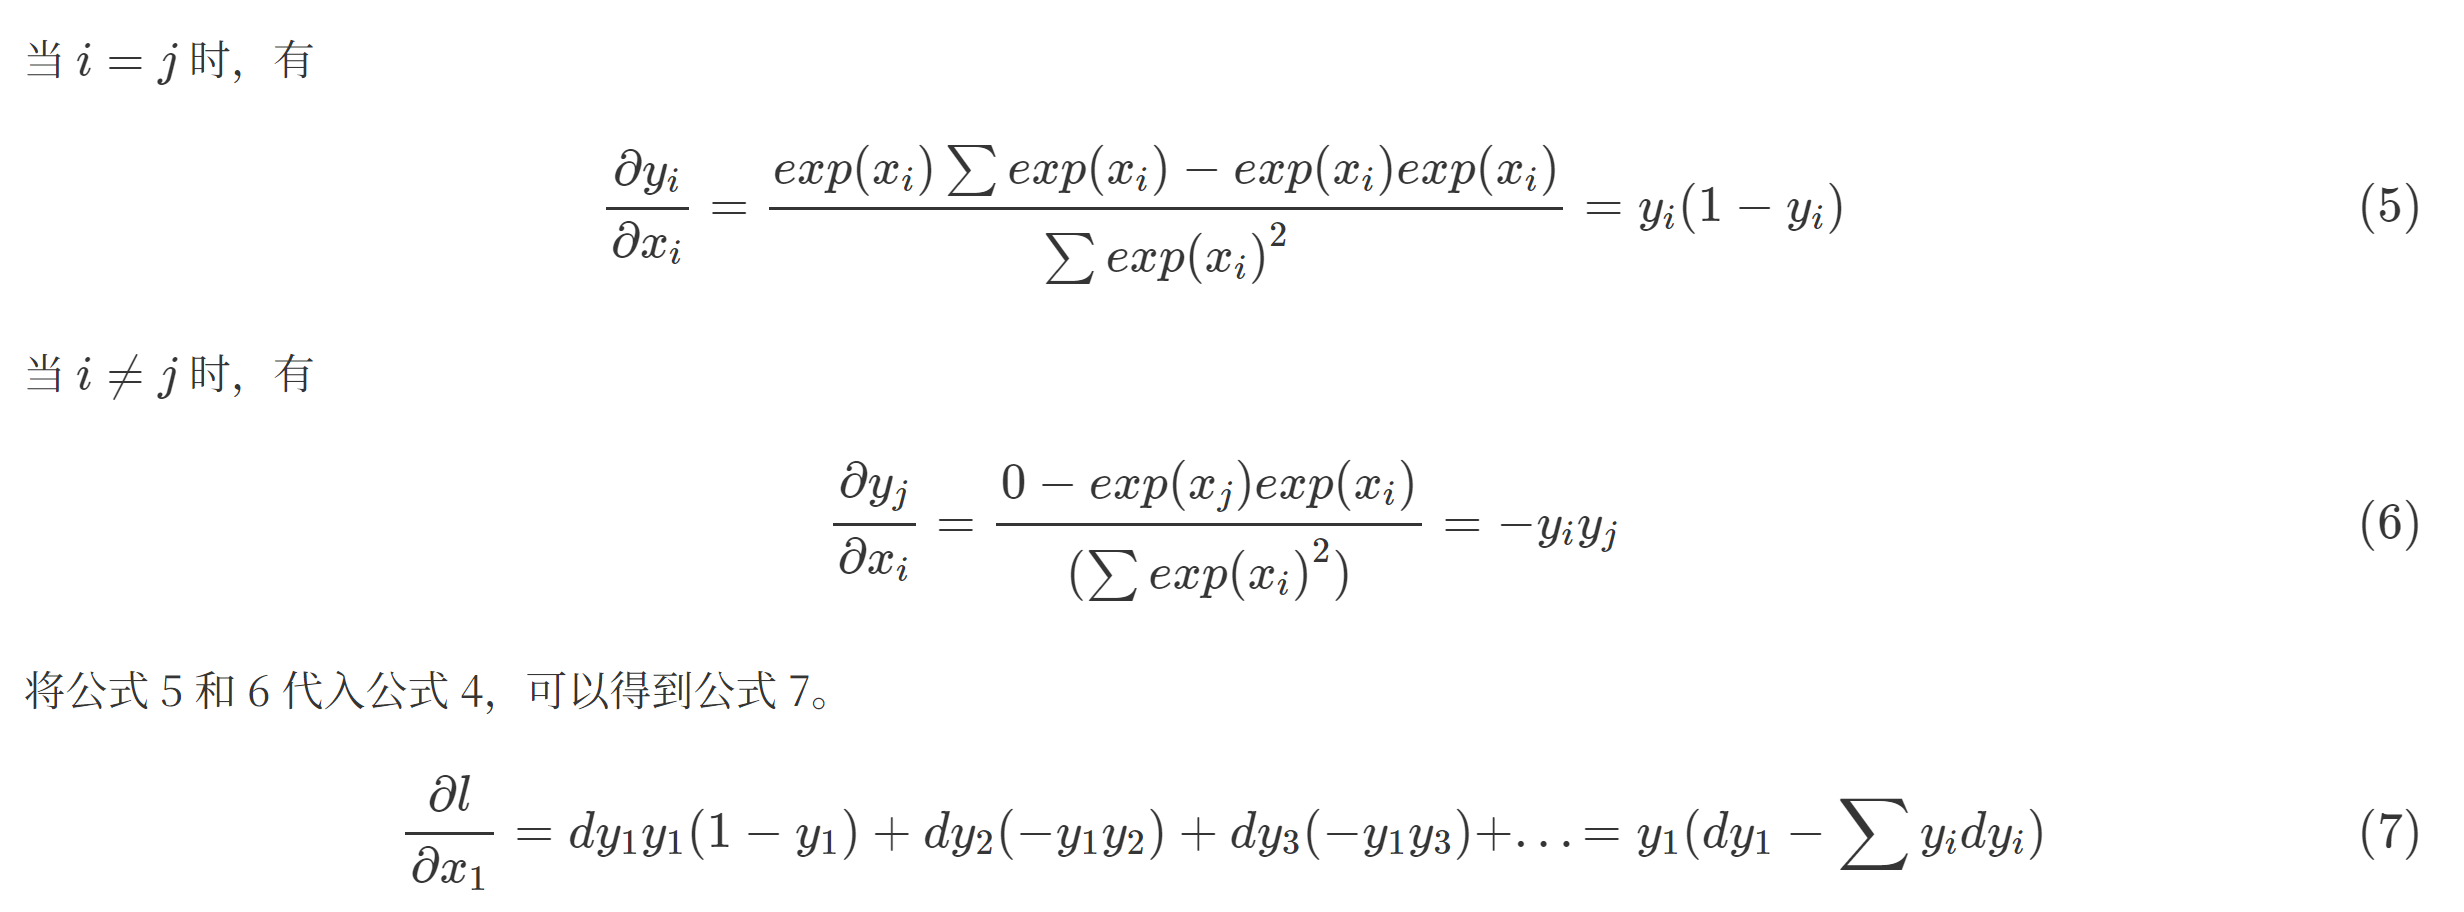 当 i = j 时，有
∂y_i/∂x_i = (exp(x_i) ∑ exp(x_i) − exp(x_i)exp(x_i)) / (∑ exp(x_i)^2) = y_i(1 − y_i) (5)
当 i ≠ j 时，有
∂y_j/∂x_i = (0 − exp(x_j)exp(x_i)) / ((∑ exp(x_i)^2)) = −y_i y_j (6)
将公式 5 和 6 代入公式 4，可以得到公式 7。
∂l/∂x_1 = dy_1 y_1(1 − y_1) + dy_2(−y_1 y_2) + dy_3(−y_1 y_3)+... = y_1(dy_1 − ∑ y_i dy_i) (7)